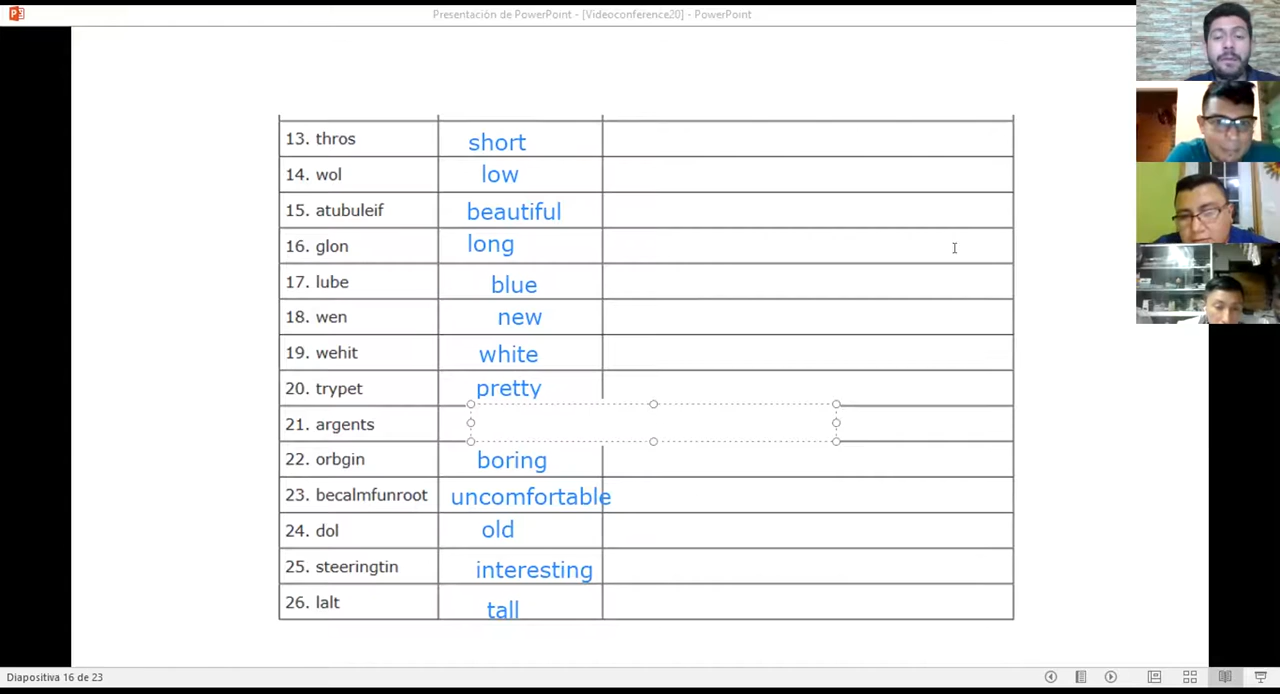 Presentación de PowerPoint - [Videoconference20] - PowerPoint
13. thros short
14. wol low
15. atubuleif beautiful
16. glon long
17. lube blue
18. wen new
19. wehit white
20. trypet pretty
21. argents
22. orbgin boring
23. becalmfunroot uncomfortable
24. dol old
25. steeringtin interesting
26. lalt tall
Diapositiva 16 de 23